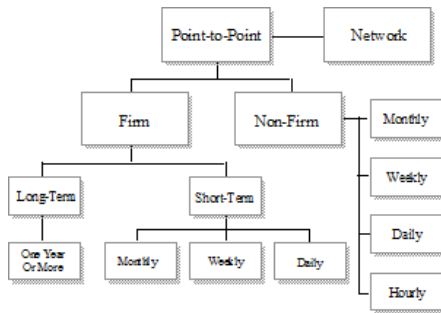 Point-to-Point
Network
Firm
Non-Firm
Monthly
Weekly
Daily
Hourly
Long-Term
Short-Term
One Year
Or More
Monthly
Weekly
Daily